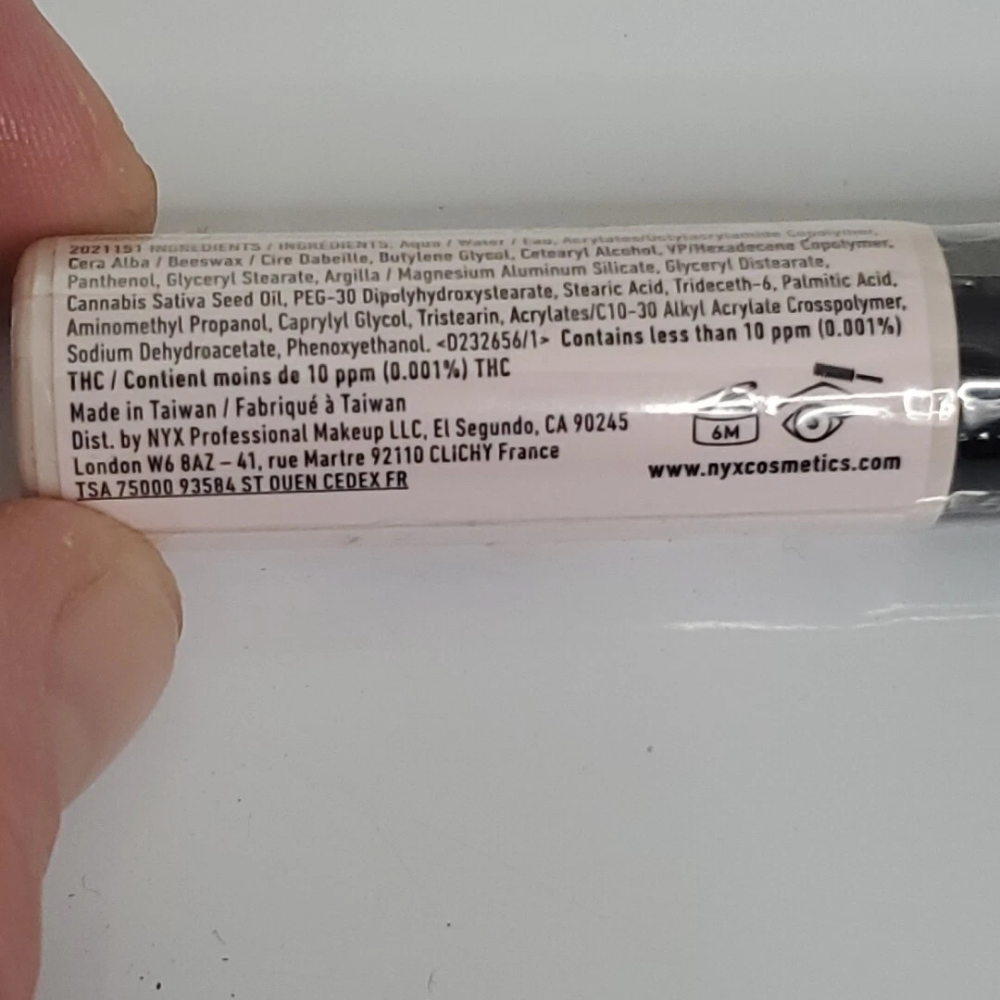 2021151 INGREDIENTS / INGRÉDIENTS: Aqua / Water / Eau, Acrylates/Octylacrylamide Copolymer,
Cera Alba / Beeswax / Cire Dabeille, Butylene Glycol, Cetearyl Alcohol, VP/Hexadecene Copolymer,
Panthenol, Glyceryl Stearate, Argilla / Magnesium Aluminum Silicate, Glyceryl Distearate,
Cannabis Sativa Seed Oil, PEG-30 Dipolyhydroxystearate, Stearic Acid, Trideceth-6, Palmitic Acid,
Aminomethyl Propanol, Caprylyl Glycol, Tristearin, Acrylates/C10-30 Alkyl Acrylate Crosspolymer,
Sodium Dehydroacetate, Phenoxyethanol. <D232656/1> Contains less than 10 ppm (0.001%)
THC / Contient moins de 10 ppm (0.001%) THC
Made in Taiwan / Fabriqué à Taiwan
Dist. by NYX Professional Makeup LLC, El Segundo, CA 90245
London W6 8AZ – 41, rue Martre 92110 CLICHY France
TSA 75000 93584 ST OUEN CEDEX FR
6M
www.nyxcosmetics.com